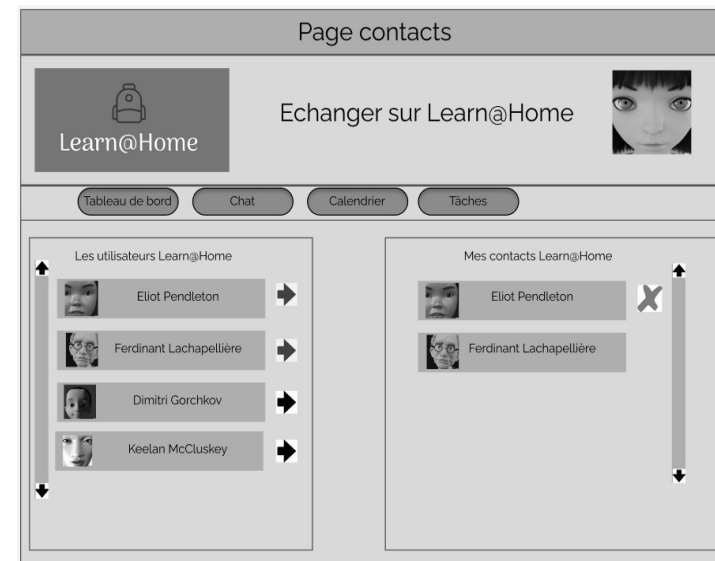 Page contacts
Learn@Home
Echanger sur Learn@Home
Tableau de bord
Chat
Calendrier
Tâches
Les utilisateurs Learn@Home
Eliot Pendleton
Ferdinant Lachapellière
Dimitri Gorchkov
Keelan McCluskey
Mes contacts Learn@Home
Eliot Pendleton
Ferdinant Lachapellière